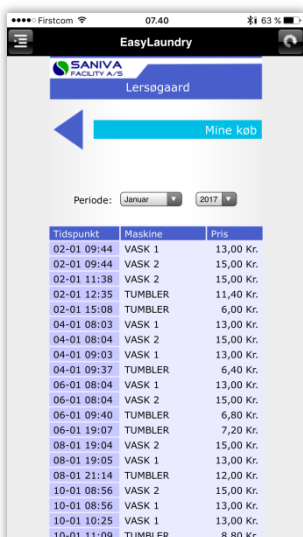 Firstcom 07.40 63 %
EasyLaundry
SANIVA
FACILITY A/S
Lersøgaard
Mine køb
Periode: Januar 2017
Tidspunkt Maskine Pris
02-01 09:44 VASK 1 13,00 Kr.
02-01 09:44 VASK 2 15,00 Kr.
02-01 11:38 VASK 2 15,00 Kr.
02-01 12:35 TUMBLER 11,40 Kr.
02-01 15:08 TUMBLER 6,00 Kr.
04-01 08:03 VASK 1 13,00 Kr.
04-01 08:04 VASK 2 15,00 Kr.
04-01 09:03 VASK 1 13,00 Kr.
04-01 09:37 TUMBLER 6,40 Kr.
06-01 08:04 VASK 1 13,00 Kr.
06-01 08:04 VASK 2 15,00 Kr.
06-01 09:40 TUMBLER 6,80 Kr.
06-01 19:07 TUMBLER 7,20 Kr.
08-01 19:04 VASK 2 15,00 Kr.
08-01 19:05 VASK 1 13,00 Kr.
08-01 21:14 TUMBLER 12,00 Kr.
10-01 08:56 VASK 2 15,00 Kr.
10-01 08:56 VASK 1 13,00 Kr.
10-01 10:25 VASK 1 13,00 Kr.
10-01 11:09 TUMBLER 8,80 Kr.